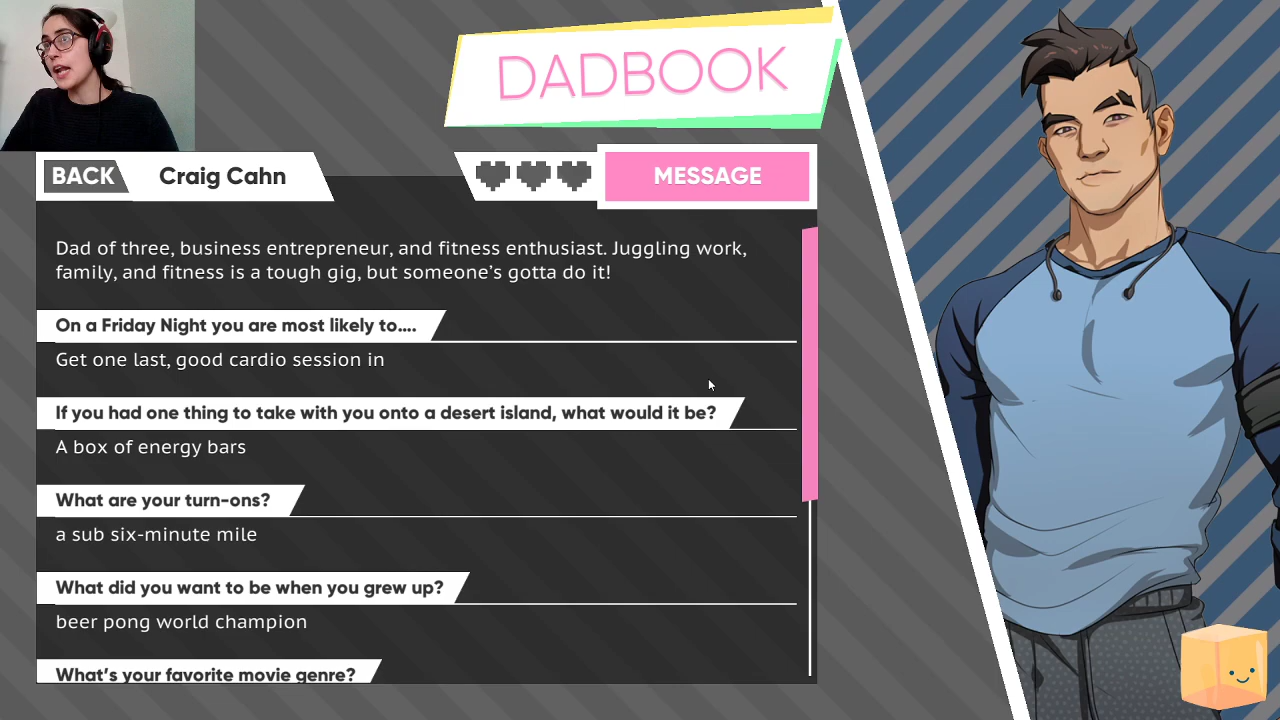 DADBOOK
BACK
Craig Cahn
MESSAGE
Dad of three, business entrepreneur, and fitness enthusiast. Juggling work,
family, and fitness is a tough gig, but someone's gotta do it!
On a Friday Night you are most likely to....
Get one last, good cardio session in
If you had one thing to take with you onto a desert island, what would it be?
A box of energy bars
What are your turn-ons?
a sub six-minute mile
What did you want to be when you grew up?
beer pong world champion
What's your favorite movie genre?